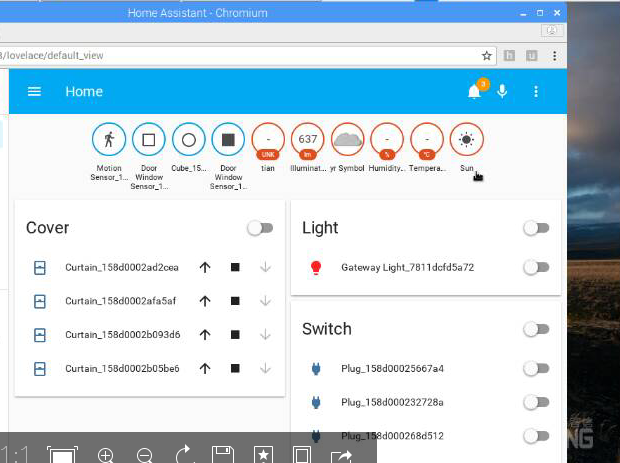 Home Assistant - Chromium
/lovelace/default_view
Home
3
637
UNK
lm
%
°C
Motion Sensor_1...
Door Window Sensor_1...
Cube_15...
Door Window Sensor_1...
tian
Illuminat...
yr Symbol
Humidity...
Tempera...
Sun
Cover
Curtain_158d0002ad2cea
Curtain_158d0002afa5af
Curtain_158d0002b093d6
Curtain_158d0002b05be6
Light
Gateway Light_7811dcfd5a72
Switch
Plug_158d00025667a4
Plug_158d000232728a
Plug_158d000268d512
1:1